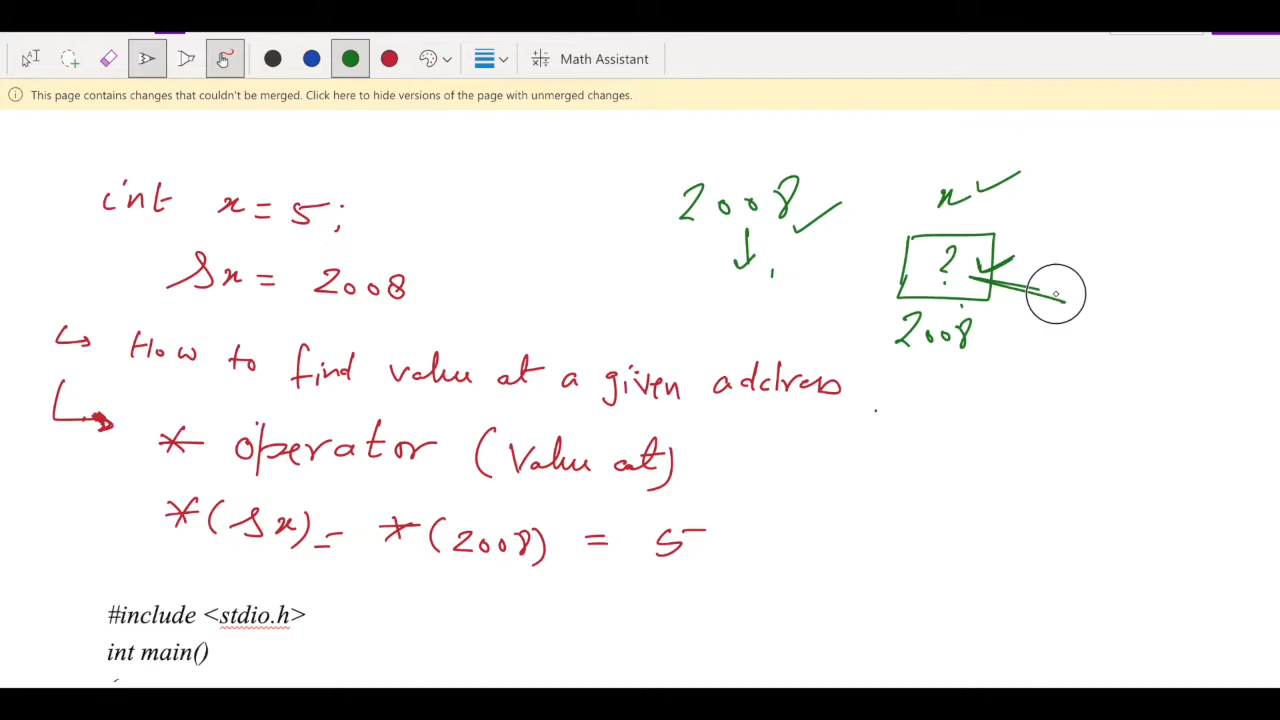 Math Assistant
This page contains changes that couldn't be merged. Click here to hide versions of the page with unmerged changes.
int x = 5;
&x = 2008
How to find value at a given address
* operator (Value at)
*(&x) = *(2008) = 5
2008
x
?
2008
#include <stdio.h>
int main()